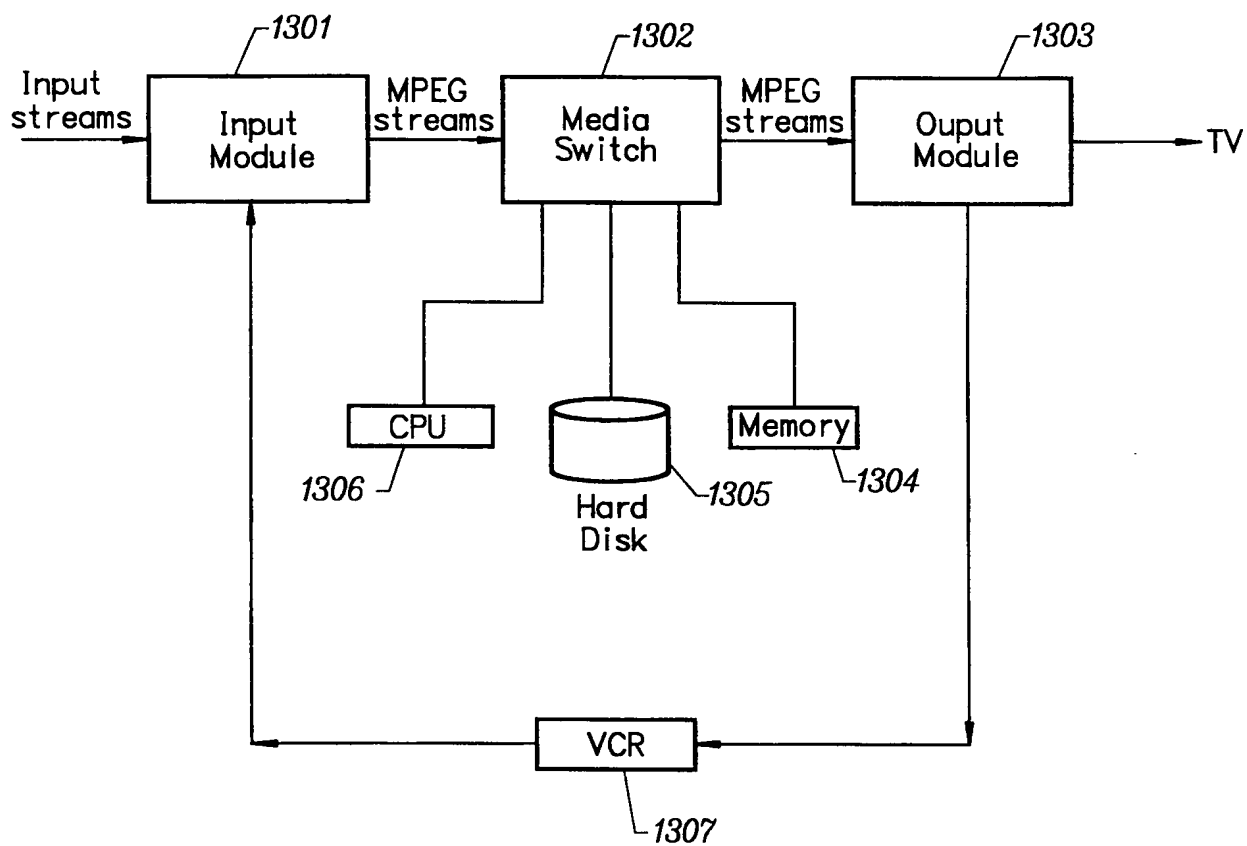 1301
1302
1303
Input
streams
Input
Module
MPEG
streams
Media
Switch
MPEG
streams
Ouput
Module
TV
CPU
1306
1305
Hard
Disk
Memory
1304
VCR
1307